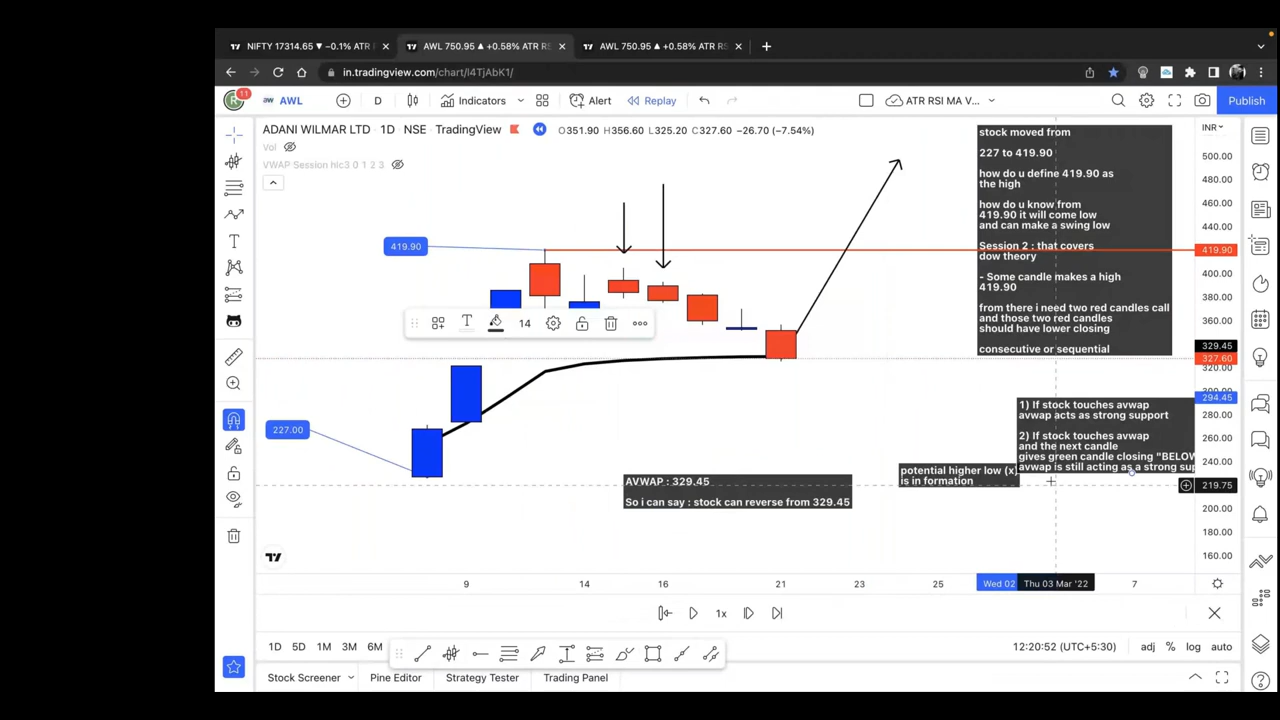 NIFTY 17314.65 ▼ −0.1% ATR R
AWL 750.95 ▲ +0.58% ATR RS
AWL 750.95 ▲ +0.58% ATR RS
in.tradingview.com/chart/l4TjAbK1/
11
AWL
D
Indicators
Alert
Replay
ATR RSI MA V...
Publish
ADANI WILMAR LTD · 1D · NSE · TradingView
O351.90 H356.60 L325.20 C327.60 −26.70 (−7.54%)
Vol
VWAP Session hlc3 0 1 2 3
INR
500.00
480.00
460.00
440.00
419.90
400.00
380.00
360.00
329.45
327.60
320.00
300.00
294.45
280.00
260.00
240.00
219.75
200.00
180.00
160.00
stock moved from
227 to 419.90
how do u define 419.90 as
the high
how do u know from
419.90 it will come low
and can make a swing low
Session 2 : that covers
dow theory
- Some candle makes a high
419.90
from there i need two red candles call
and those two red candles
should have lower closing
consecutive or sequential
419.90
14
227.00
1) If stock touches avwap
avwap acts as strong support
2) If stock touches avwap
and the next candle
gives green candle closing "BELOW
avwap is still acting as a strong sup
potential higher low (x)
is in formation
AVWAP : 329.45
So i can say : stock can reverse from 329.45
9
14
16
21
23
25
Wed 02
Thu 03 Mar '22
7
1x
1D
5D
1M
3M
6M
12:20:52 (UTC+5:30)
adj
%
log
auto
Stock Screener
Pine Editor
Strategy Tester
Trading Panel